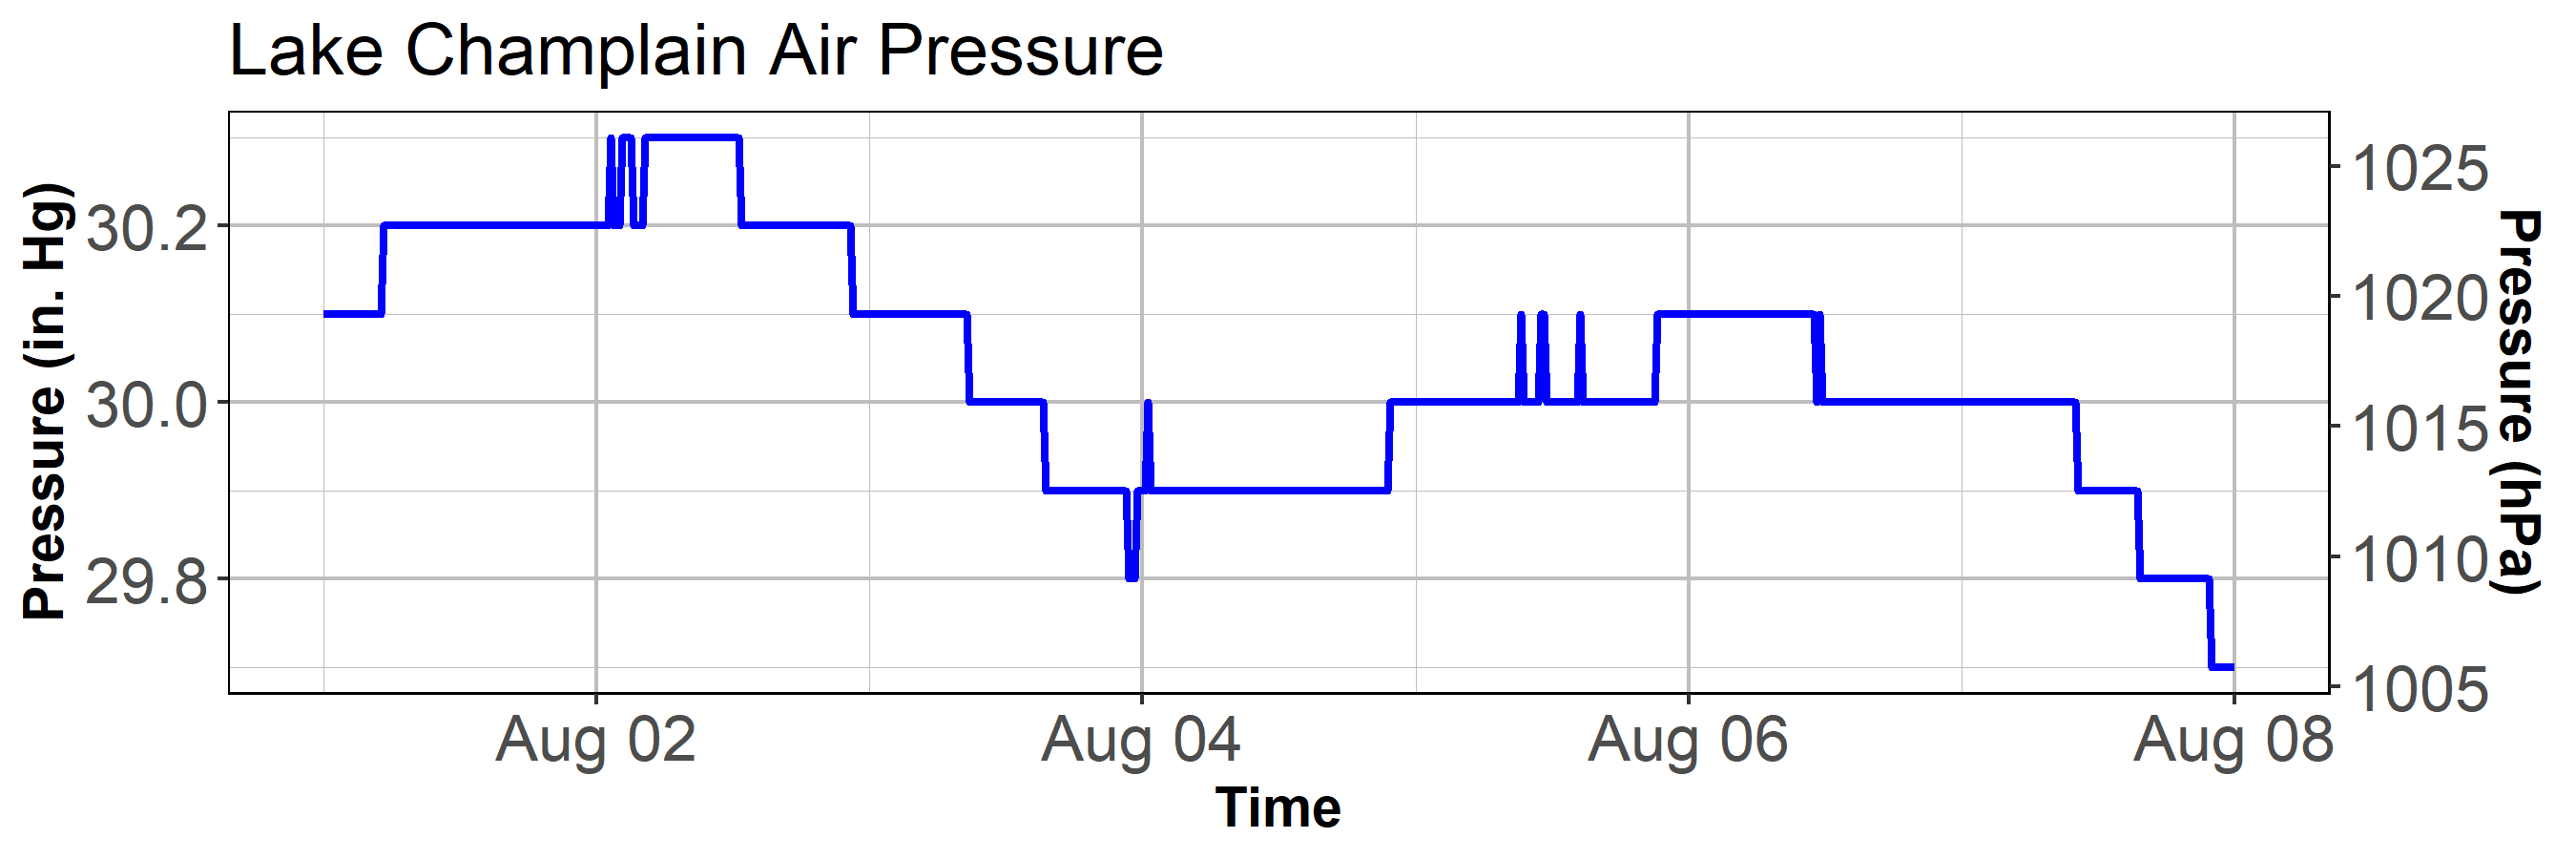 Lake Champlain Air Pressure
Pressure (in. Hg)
30.2
30.0
29.8
1025
1020
1015
1010
1005
Pressure (hPa)
Aug 02
Aug 04
Aug 06
Aug 08
Time